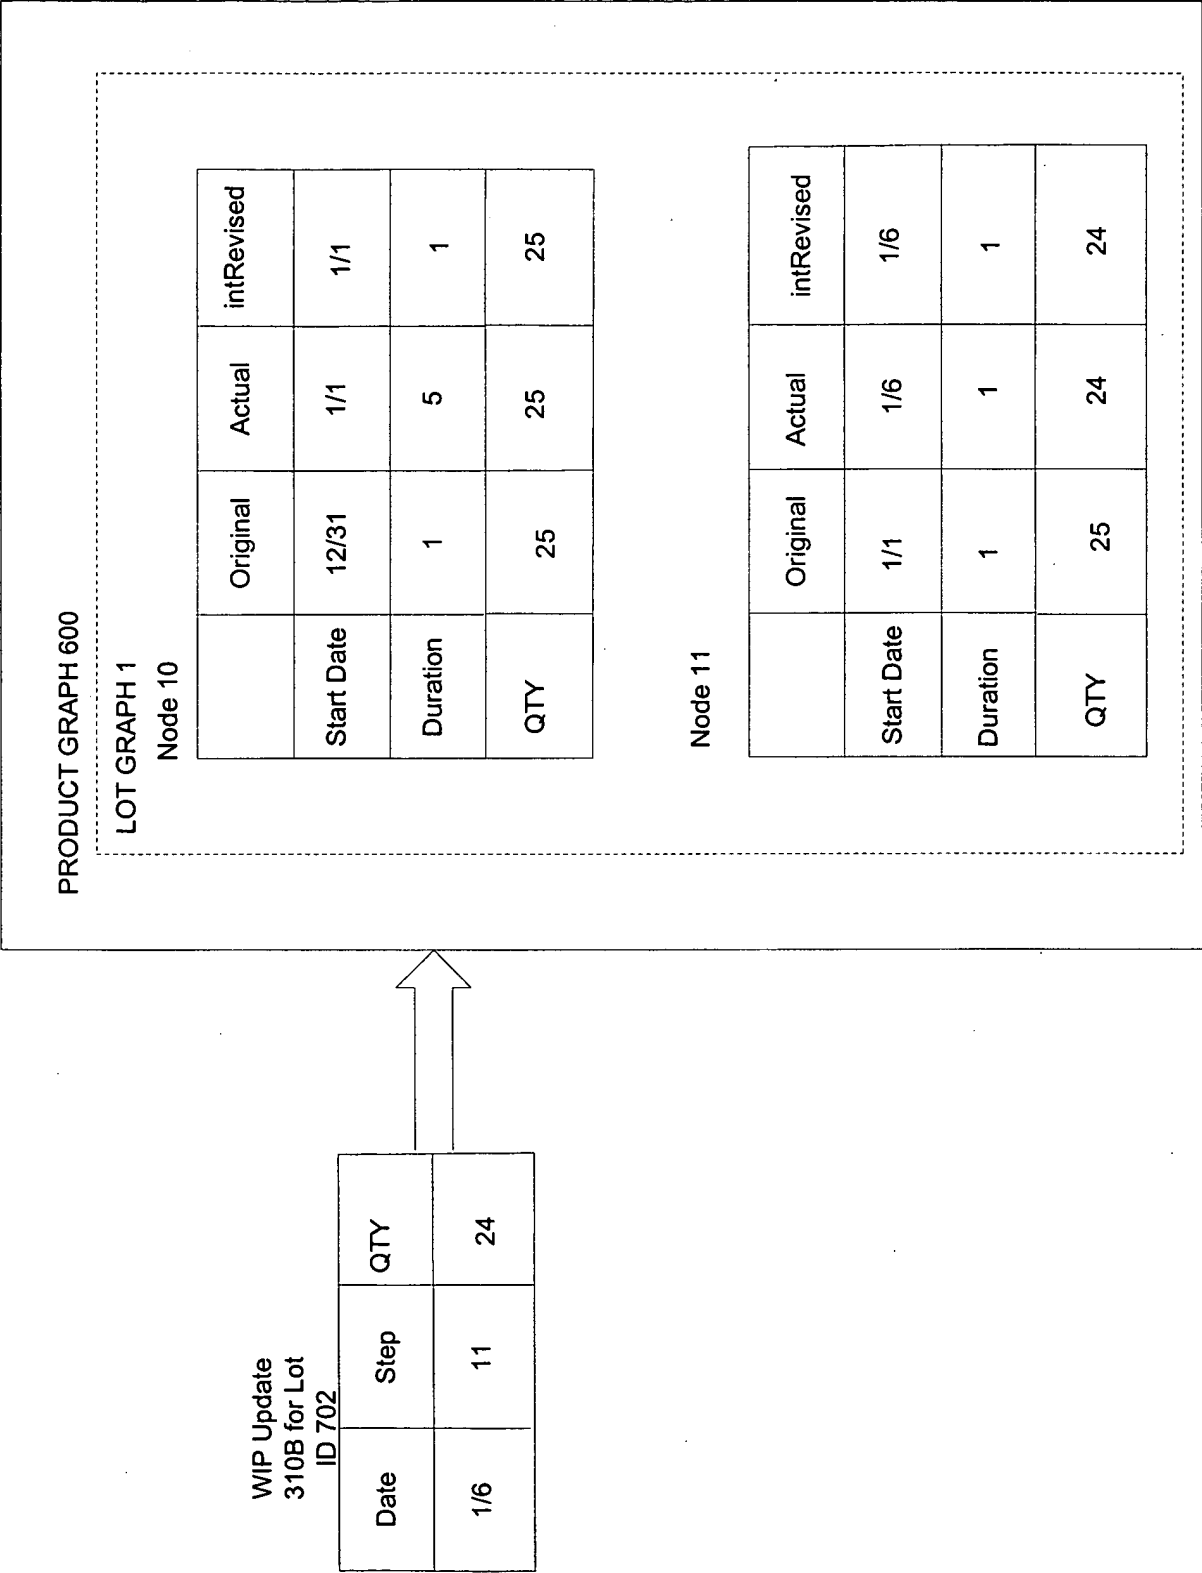 PRODUCT GRAPH 600
LOT GRAPH 1
Node 10
Original Actual intRevised
Start Date 12/31 1/1 1/1
Duration 1 5 1
QTY 25 25 25
Node 11
Original Actual intRevised
Start Date 1/1 1/6 1/6
Duration 1 1 1
QTY 25 24 24
WIP Update
310B for Lot
ID 702
Date Step QTY
1/6 11 24